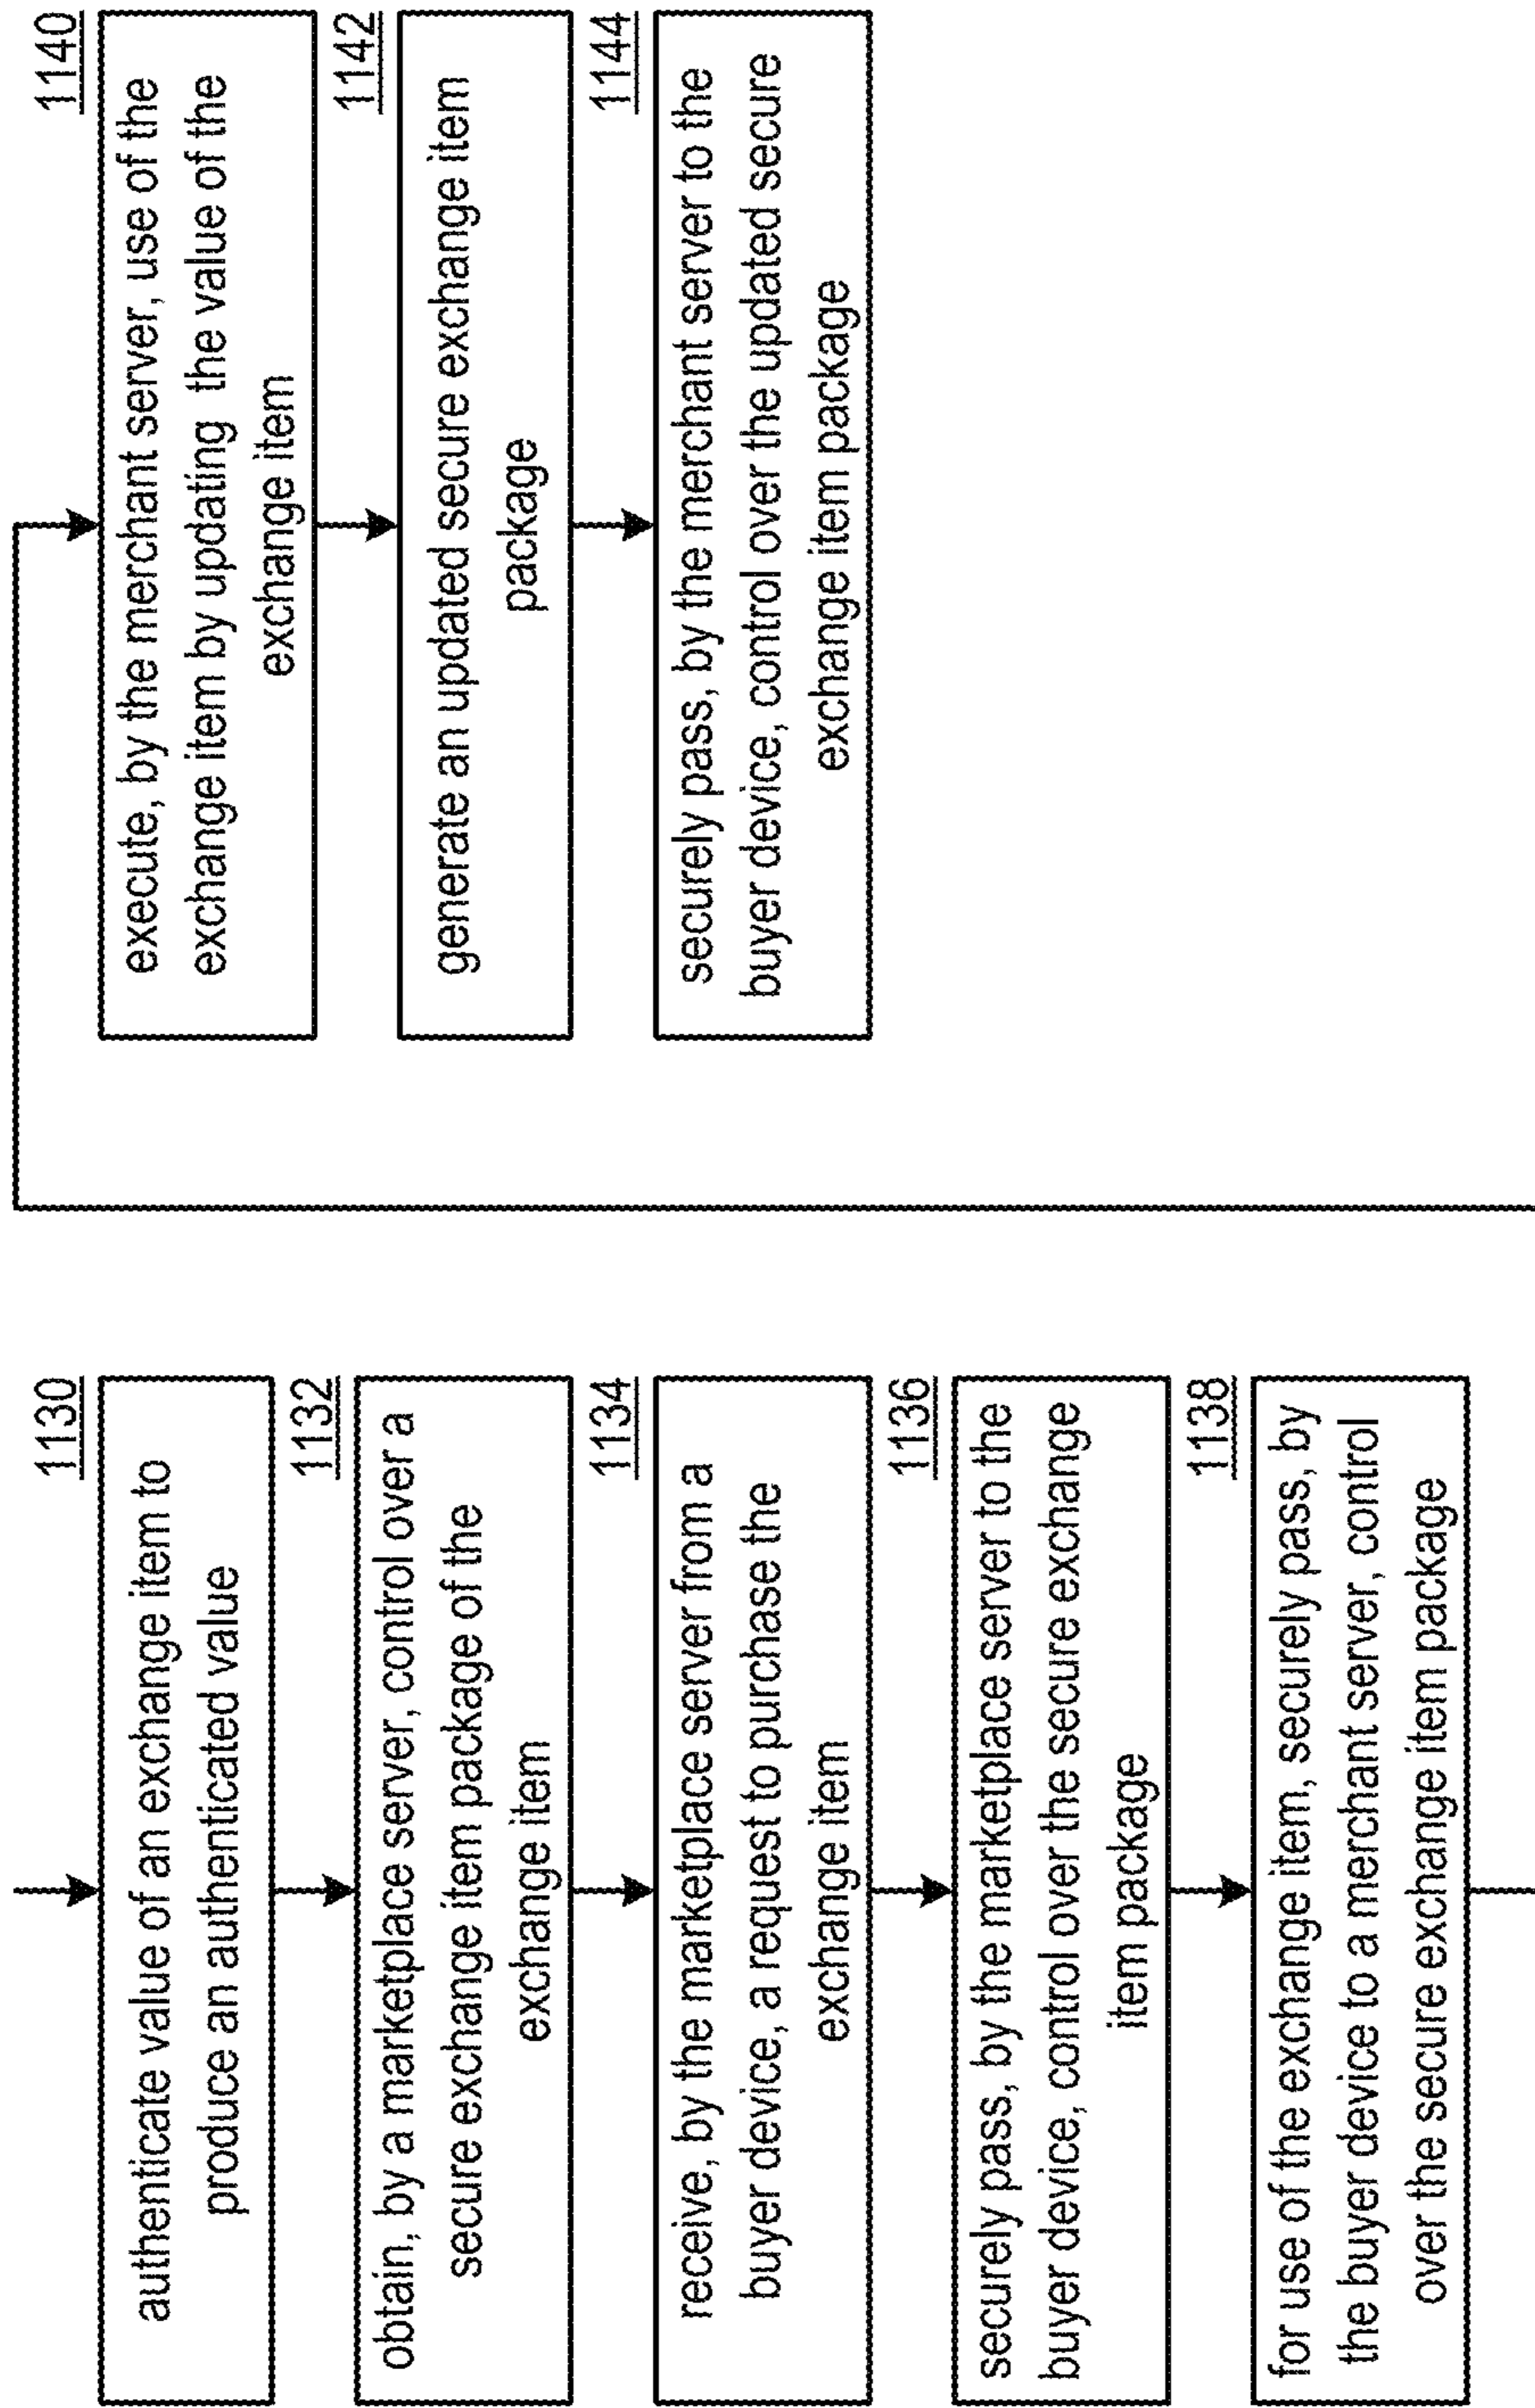 1130
authenticate value of an exchange item to
produce an authenticated value
1132
obtain, by a marketplace server, control over a
secure exchange item package of the
exchange item
1134
receive, by the marketplace server from a
buyer device, a request to purchase the
exchange item
1136
securely pass, by the marketplace server to the
buyer device, control over the secure exchange
item package
1138
for use of the exchange item, securely pass, by
the buyer device to a merchant server, control
over the secure exchange item package
1140
execute, by the merchant server, use of the
exchange item by updating the value of the
exchange item
1142
generate an updated secure exchange item
package
1144
securely pass, by the merchant server to the
buyer device, control over the updated secure
exchange item package